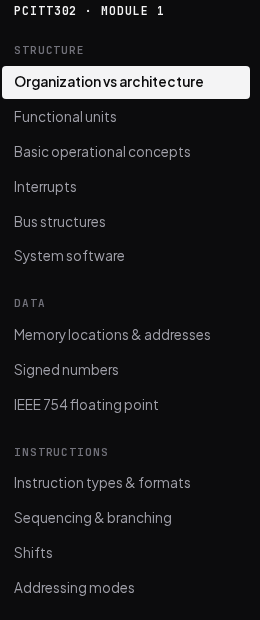 PCITT302 · MODULE 1
STRUCTURE
Organization vs architecture
Functional units
Basic operational concepts
Interrupts
Bus structures
System software
DATA
Memory locations & addresses
Signed numbers
IEEE 754 floating point
INSTRUCTIONS
Instruction types & formats
Sequencing & branching
Shifts
Addressing modes